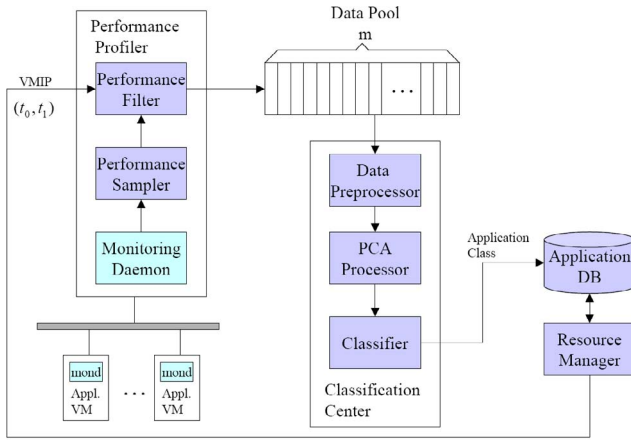 Performance
Profiler
Data Pool
m
VMIP
(t0, t1)
Performance
Filter
...
Performance
Sampler
Monitoring
Daemon
Data
Preprocessor
PCA
Processor
Classifier
Classification
Center
Application
Class
Application
DB
Resource
Manager
mond
Appl.
VM
...
mond
Appl.
VM